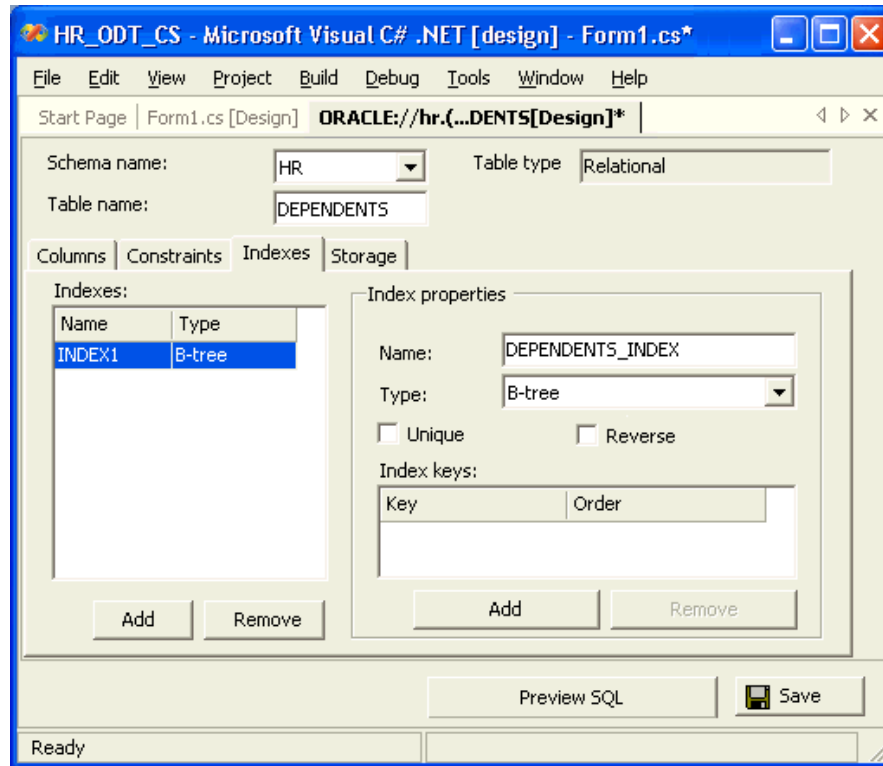 HR_ODT_CS - Microsoft Visual C# .NET [design] - Form1.cs*
File Edit View Project Build Debug Tools Window Help
Start Page Form1.cs [Design] ORACLE://hr.(...DENTS[Design]*
Schema name: HR Table type Relational
Table name: DEPENDENTS
Columns Constraints Indexes Storage
Indexes: Index properties
Name Type
INDEX1 B-tree
Name: DEPENDENTS_INDEX
Type: B-tree
Unique Reverse
Index keys:
Key Order
Add Remove
Add Remove
Preview SQL Save
Ready